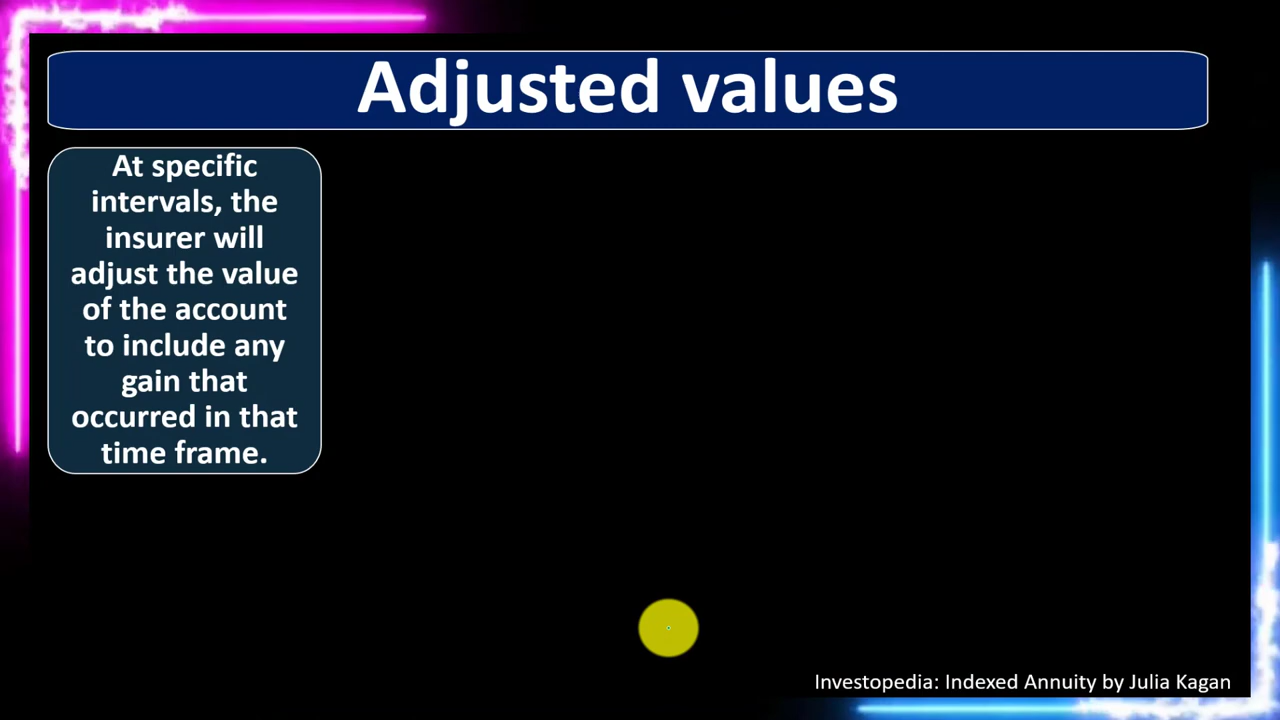 Adjusted values
At specific
intervals, the
insurer will
adjust the value
of the account
to include any
gain that
occurred in that
time frame.
Investopedia: Indexed Annuity by Julia Kagan